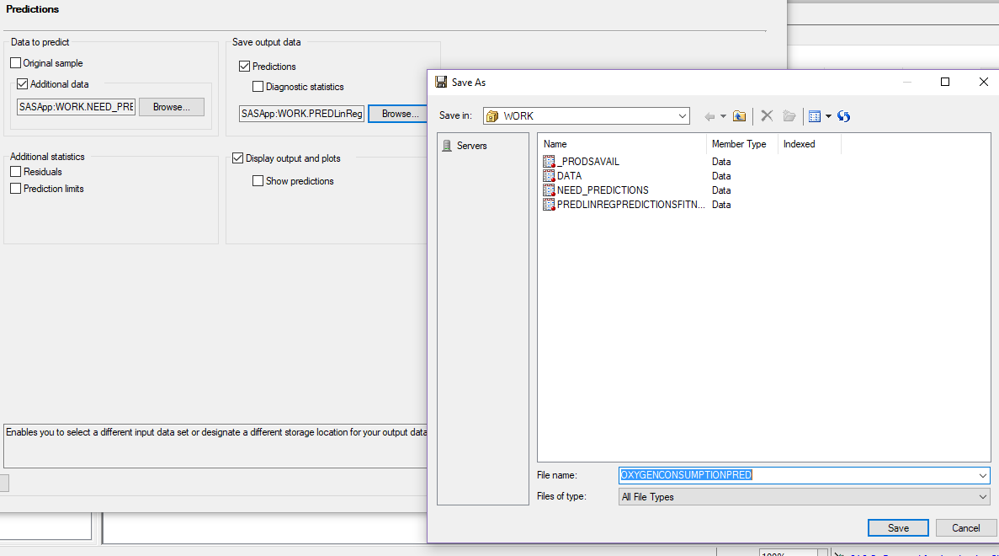 Predictions
Data to predict
Original sample
Additional data
SASApp:WORK.NEED_PRE
Browse...
Save output data
Predictions
Diagnostic statistics
SASApp:WORK.PREDLinReg
Browse...
Additional statistics
Residuals
Prediction limits
Display output and plots
Show predictions
Enables you to select a different input data set or designate a different storage location for your output data
Save As
Save in:
WORK
Servers
Name Member Type Indexed
_PRODSAVAIL Data
DATA Data
NEED_PREDICTIONS Data
PREDLINREGPREDICTIONSFITN... Data
File name:
OXYGENCONSUMPTIONPRED
Files of type:
All File Types
Save
Cancel
100%